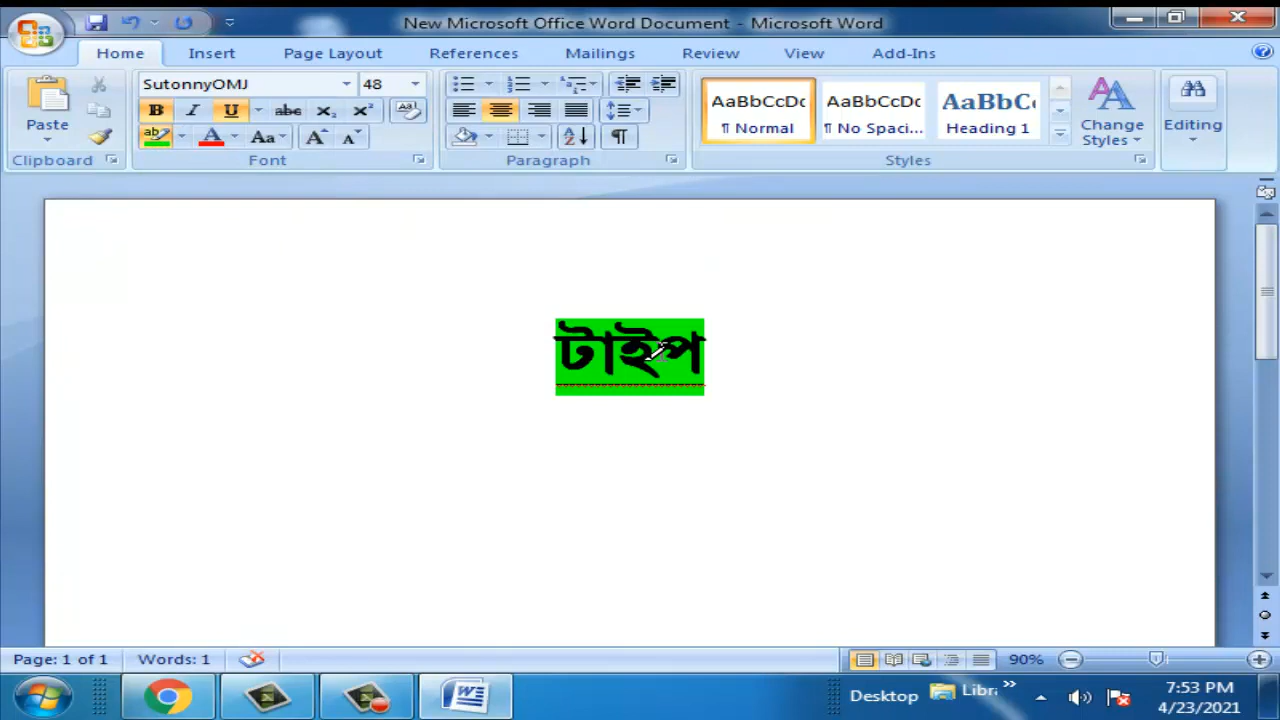 New Microsoft Office Word Document - Microsoft Word
Home Insert Page Layout References Mailings Review View Add-Ins
SutonnyOMJ 48
AaBbCcDc AaBbCcDc AaBbC
Paste B I U abc X₂ X² ab A Aa A A A Z ¶
¶ Normal ¶ No Spaci... Heading 1
Change Styles
Editing
Clipboard Font Paragraph Styles
টাইপ
Page: 1 of 1 Words: 1 90%
Desktop Libr »
7:53 PM
4/23/2021